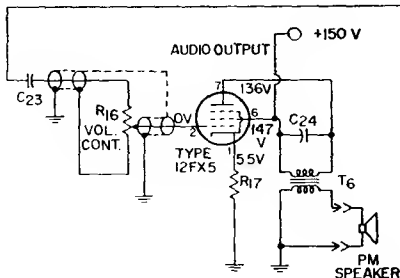 AUDIO OUTPUT
+150 V
C23
R16
VOL.
CONT.
0V
2
7
136V
6
147
V
1
5.5V
TYPE
12FX5
R17
C24
T6
PM
SPEAKER